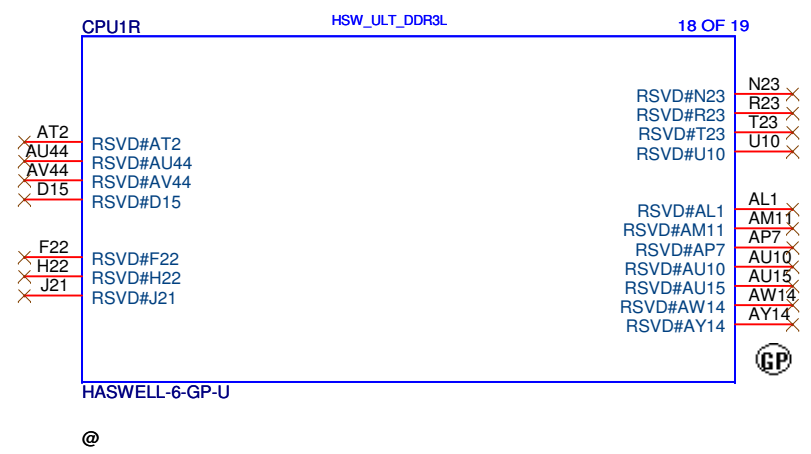 CPU1R HSW_ULT_DDR3L 18 OF 19
RSVD#N23 N23
RSVD#R23 R23
RSVD#T23 T23
RSVD#U10 U10
AT2 RSVD#AT2
AU44 RSVD#AU44
AV44 RSVD#AV44
D15 RSVD#D15
RSVD#AL1 AL1
RSVD#AM11 AM11
RSVD#AP7 AP7
RSVD#AU10 AU10
RSVD#AU15 AU15
RSVD#AW14 AW14
RSVD#AY14 AY14
F22 RSVD#F22
H22 RSVD#H22
J21 RSVD#J21
GP
HASWELL-6-GP-U
@